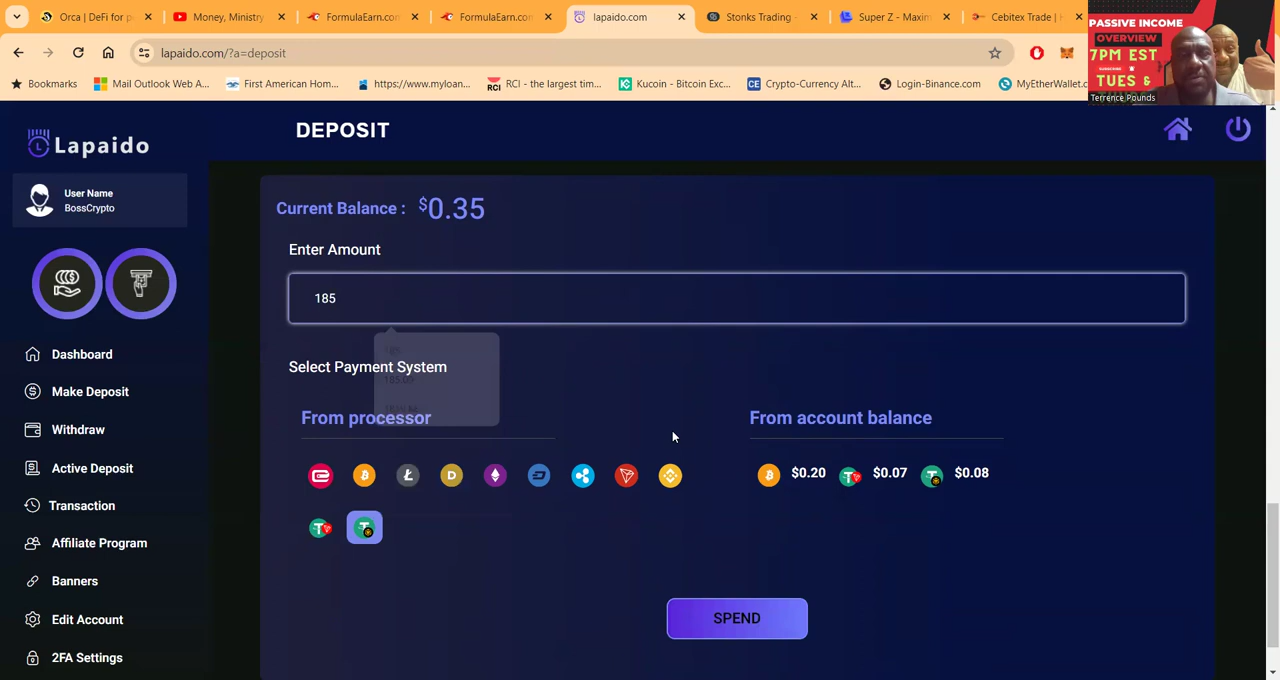 Orca | DeFi for p
Money, Ministry
FormulaEarn.con
FormulaEarn.com
lapaido.com
Stonks Trading -
Super Z - Maxim
Cebitex Trade | H
lapaido.com/?a=deposit
Bookmarks
Mail Outlook Web A...
First American Hom...
https://www.myloan...
RCI - the largest tim...
Kucoin - Bitcoin Exc...
Crypto-Currency Alt...
Login-Binance.com
MyEtherWallet.c
PASSIVE INCOME
OVERVIEW
7PM EST
TUES &
Terrence Pounds
Lapaido
DEPOSIT
User Name
BossCrypto
Dashboard
Make Deposit
Withdraw
Active Deposit
Transaction
Affiliate Program
Banners
Edit Account
2FA Settings
Current Balance : $0.35
Enter Amount
185
185.09
Select Payment System
From processor
From account balance
$0.20
$0.07
$0.08
SPEND